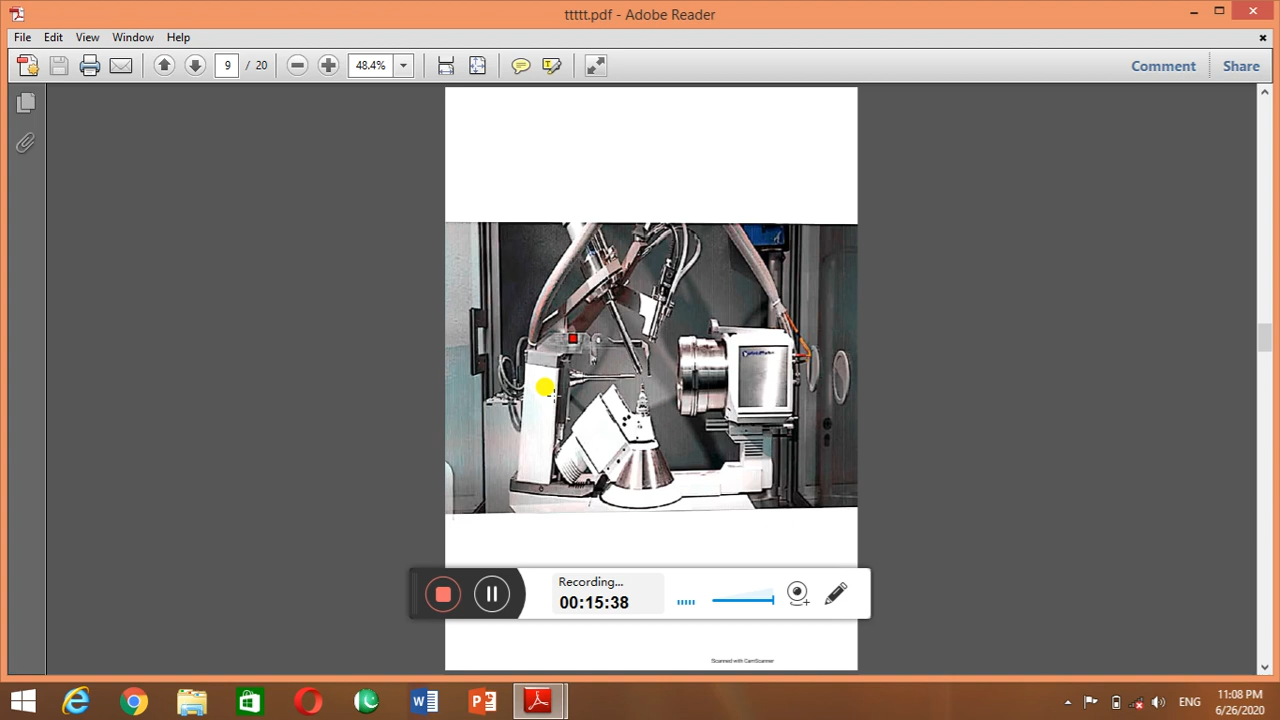 ttttt.pdf - Adobe Reader
File Edit View Window Help
9 / 20
48.4%
Comment Share
Recording...
00:15:38
Scanned with CamScanner
ENG
11:08 PM
6/26/2020